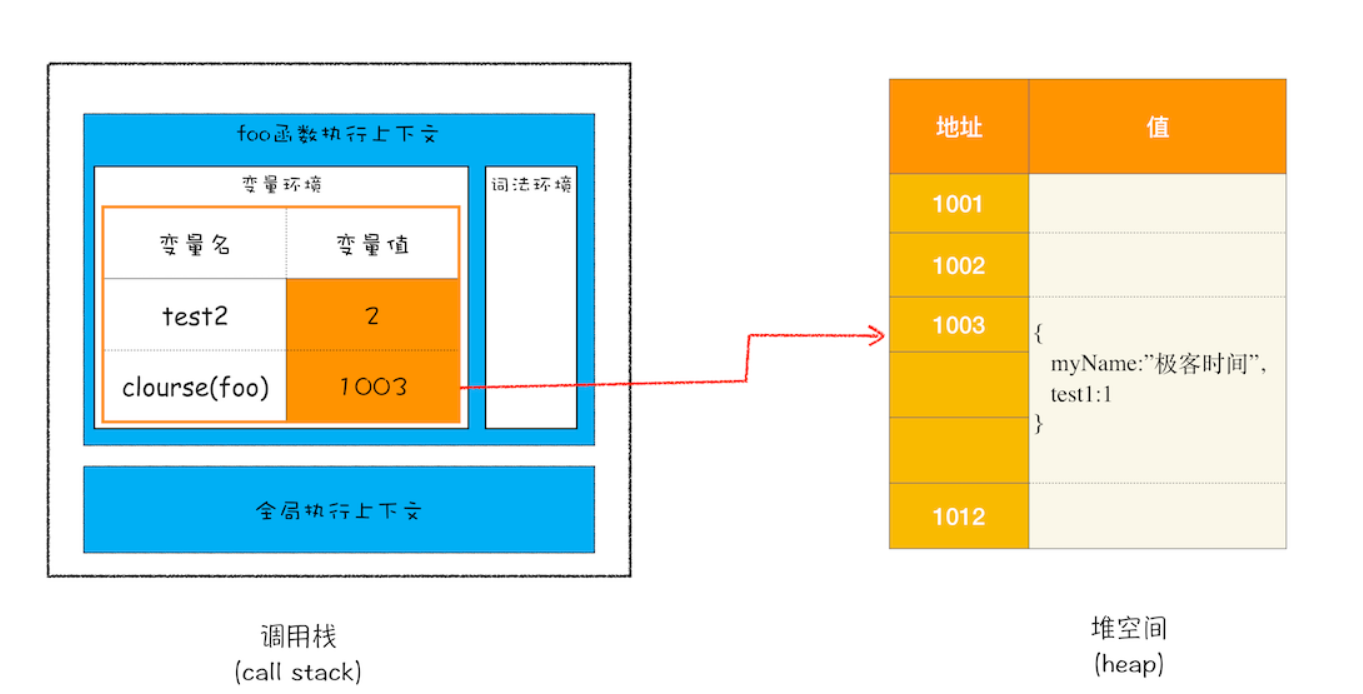 foo函数执行上下文
变量环境
词法环境
变量名 变量值
test2 2
clourse(foo) 1003
全局执行上下文
调用栈
(call stack)
地址 值
1001
1002
1003
{
myName:”极客时间”,
test1:1
}
1012
堆空间
(heap)